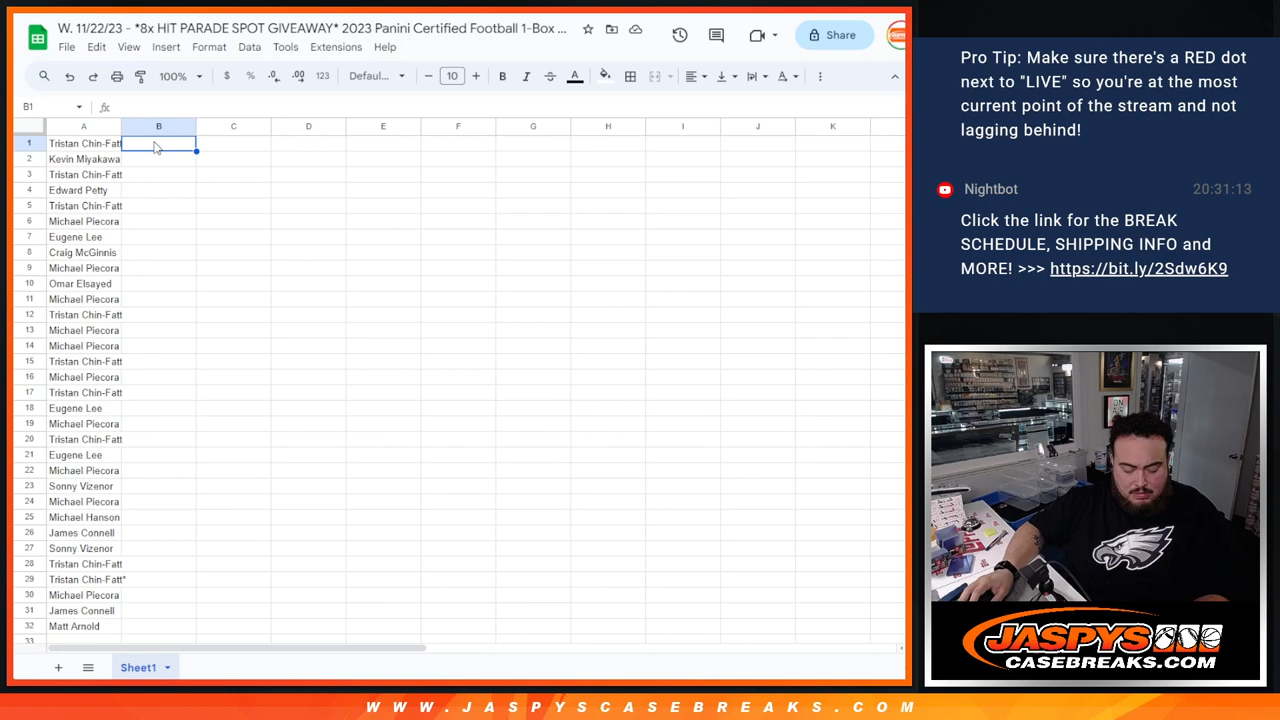 W. 11/22/23 - *8x HIT PARADE SPOT GIVEAWAY* 2023 Panini Certified Football 1-Box ...
File Edit View Insert Format Data Tools Extensions Help
Share
100% $ % .0 .00 123 Defaul... 10 B I A
B1 fx
A B C D E F G H I J K
1 Tristan Chin-Fatt
2 Kevin Miyakawa
3 Tristan Chin-Fatt
4 Edward Petty
5 Tristan Chin-Fatt
6 Michael Piecora
7 Eugene Lee
8 Craig McGinnis
9 Michael Piecora
10 Omar Elsayed
11 Michael Piecora
12 Tristan Chin-Fatt
13 Michael Piecora
14 Michael Piecora
15 Tristan Chin-Fatt
16 Michael Piecora
17 Tristan Chin-Fatt
18 Eugene Lee
19 Michael Piecora
20 Tristan Chin-Fatt
21 Eugene Lee
22 Michael Piecora
23 Sonny Vizenor
24 Michael Piecora
25 Michael Hanson
26 James Connell
27 Sonny Vizenor
28 Tristan Chin-Fatt
29 Tristan Chin-Fatt*
30 Michael Piecora
31 James Connell
32 Matt Arnold
33
Sheet1
Pro Tip: Make sure there's a RED dot
next to "LIVE" so you're at the most
current point of the stream and not
lagging behind!
Nightbot 20:31:13
Click the link for the BREAK
SCHEDULE, SHIPPING INFO and
MORE! >>> https://bit.ly/2Sdw6K9
ON AIR
JASPYS
CASEBREAKS.COM
WWW.JASPYSCASEBREAKS.COM